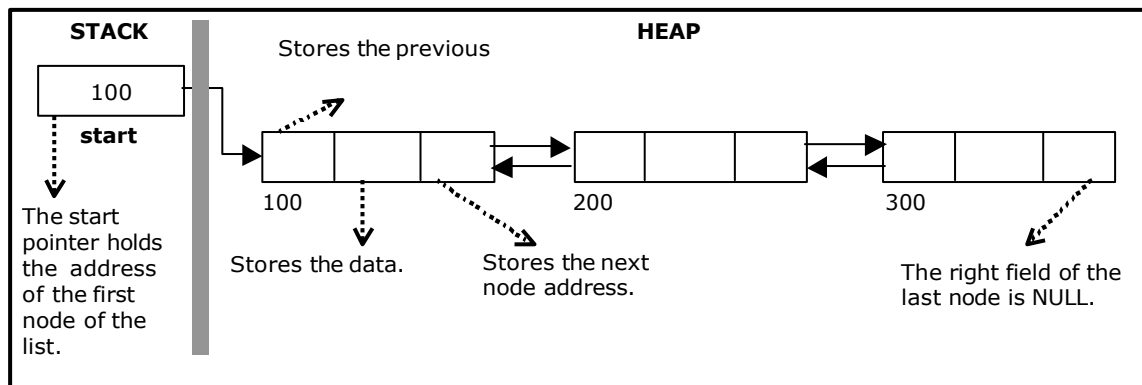 STACK
HEAP
Stores the previous
100
start
100
200
300
The start
pointer holds
the address
of the first
node of the
list.
Stores the data.
Stores the next
node address.
The right field of the
last node is NULL.